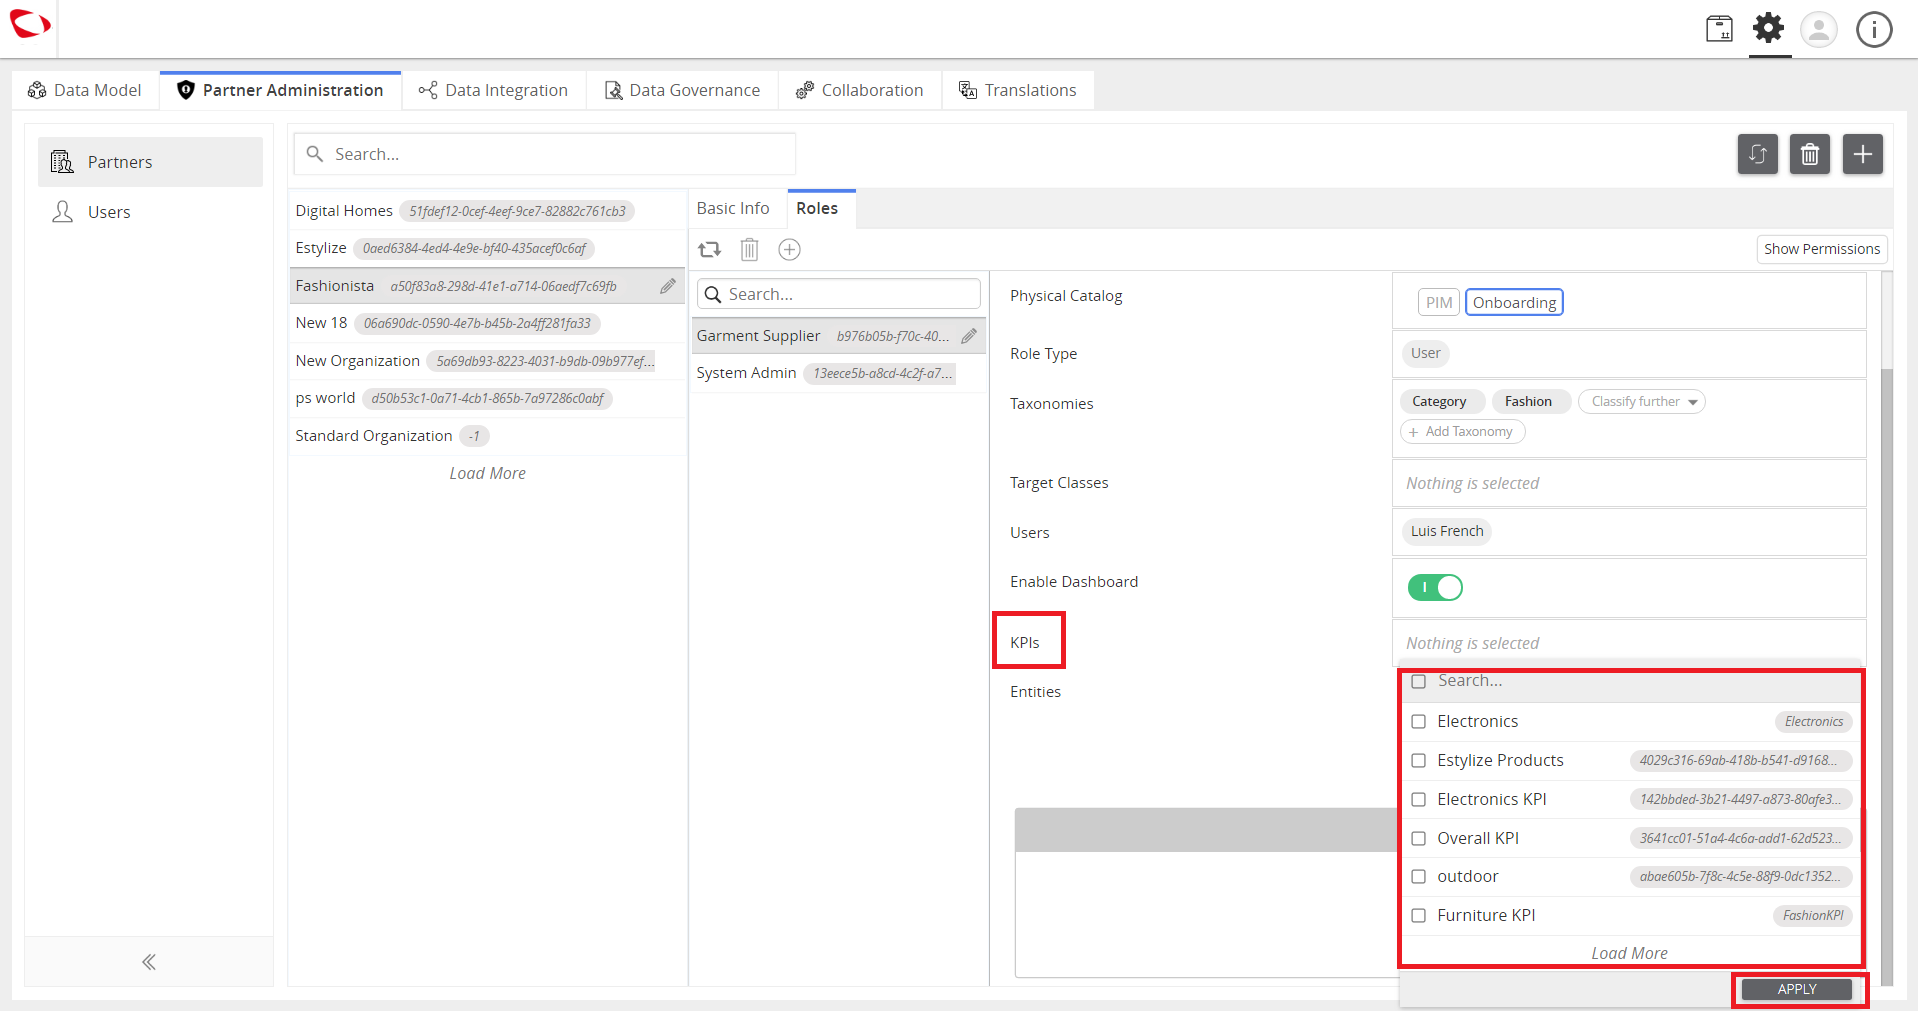 Data Model
Partner Administration
Data Integration
Data Governance
Collaboration
Translations
Partners
Users
Search...
Digital Homes 51fdef12-0cef-4eef-9ce7-82882c761cb3
Estylize 0aed6384-4ed4-4e9e-bf40-435acef0c6af
Fashionista a50f83a8-298d-41e1-a714-06aedf7c69fb
New 18 06a690dc-0590-4e7b-b45b-2a4ff281fa33
New Organization 5a69db93-8223-4031-b9db-09b977ef...
ps world d50b53c1-0a71-4cb1-865b-7a97286c0abf
Standard Organization -1
Load More
Basic Info
Roles
Show Permissions
Search...
Garment Supplier b976b05b-f70c-40...
System Admin 13eece5b-a8cd-4c2f-a7...
Physical Catalog
PIM Onboarding
Role Type
User
Taxonomies
Category Fashion Classify further
+ Add Taxonomy
Target Classes
Nothing is selected
Users
Luis French
Enable Dashboard
KPIs
Nothing is selected
Entities
Search...
Electronics Electronics
Estylize Products 4029c316-69ab-418b-b541-d9168...
Electronics KPI 142bbded-3b21-4497-a873-80afe3...
Overall KPI 3641cc01-51a4-4c6a-add1-62d523...
outdoor abae605b-7f8c-4c5e-88f9-0dc1352...
Furniture KPI FashionKPI
Load More
APPLY